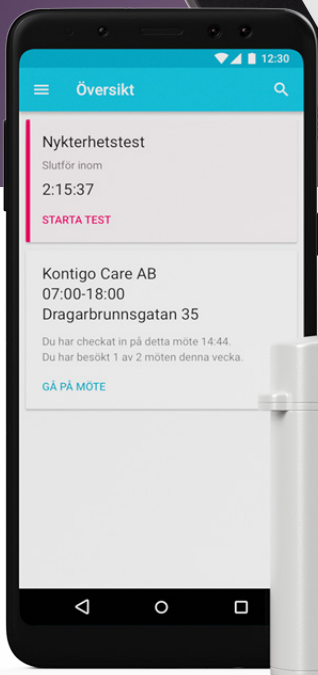 12:30
Översikt
Nykterhetstest
Slutför inom
2:15:37
STARTA TEST
Kontigo Care AB
07:00-18:00
Dragarbrunnsgatan 35
Du har checkat in på detta möte 14:44.
Du har besökt 1 av 2 möten denna vecka.
GÅ PÅ MÖTE